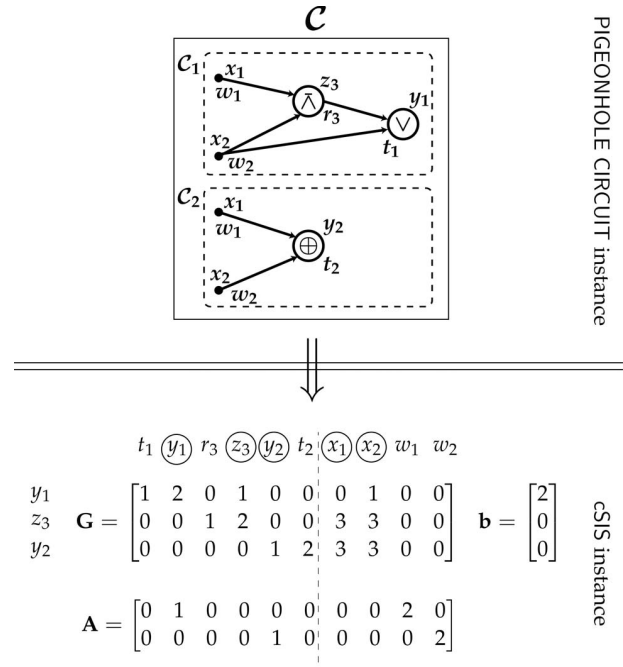 𝒞
𝒞₁ x₁ z₃ y₁
w₁ ⊼ r₃ ∨
x₂ w₂ t₁
𝒞₂ x₁ y₂
w₁ ⊕ t₂
x₂ w₂
PIGEONHOLE CIRCUIT instance
t₁ y₁ r₃ z₃ y₂ t₂ x₁ x₂ w₁ w₂
y₁ 1 2 0 1 0 0 0 1 0 0 2
z₃ G = 0 0 1 2 0 0 3 3 0 0 b = 0
y₂ 0 0 0 0 1 2 3 3 0 0 0
A = 0 1 0 0 0 0 0 0 2 0
0 0 0 0 1 0 0 0 0 2
cSIS instance